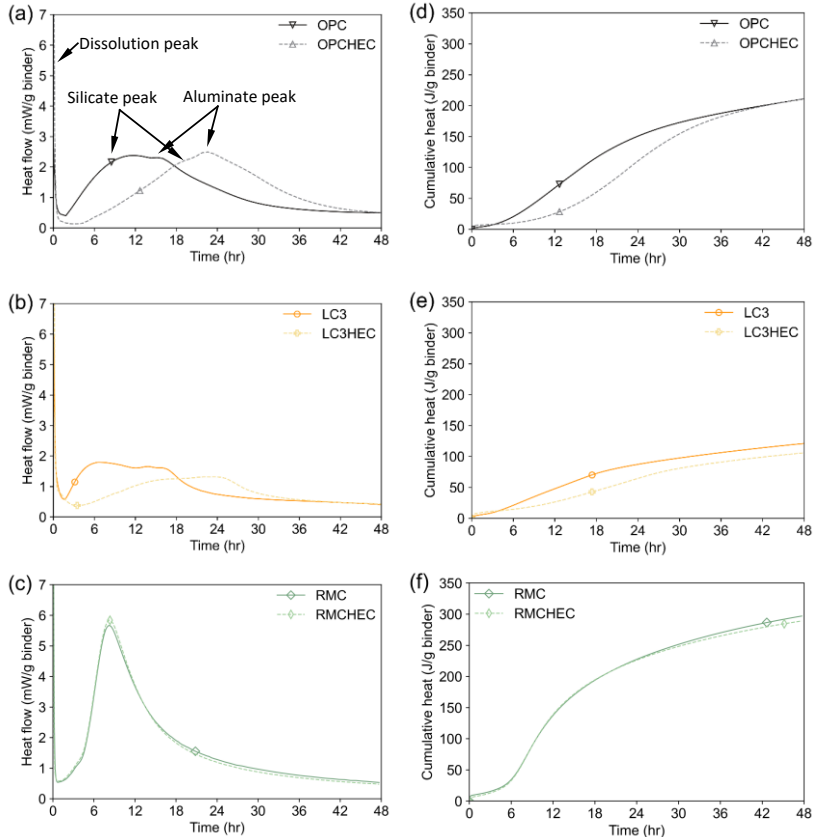 (a)
OPC
OPCHEC
Dissolution peak
Silicate peak
Aluminate peak
Heat flow (mW/g binder)
0 1 2 3 4 5 6 7
0 6 12 18 24 30 36 42 48
Time (hr)
(d)
OPC
OPCHEC
Cumulative heat (J/g binder)
0 50 100 150 200 250 300 350
0 6 12 18 24 30 36 42 48
Time (hr)
(b)
LC3
LC3HEC
Heat flow (mW/g binder)
0 1 2 3 4 5 6 7
0 6 12 18 24 30 36 42 48
Time (hr)
(e)
LC3
LC3HEC
Cumulative heat (J/g binder)
0 50 100 150 200 250 300 350
0 6 12 18 24 30 36 42 48
Time (hr)
(c)
RMC
RMCHEC
Heat flow (mW/g binder)
0 1 2 3 4 5 6 7
0 6 12 18 24 30 36 42 48
Time (hr)
(f)
RMC
RMCHEC
Cumulative heat (J/g binder)
0 50 100 150 200 250 300 350
0 6 12 18 24 30 36 42 48
Time (hr)